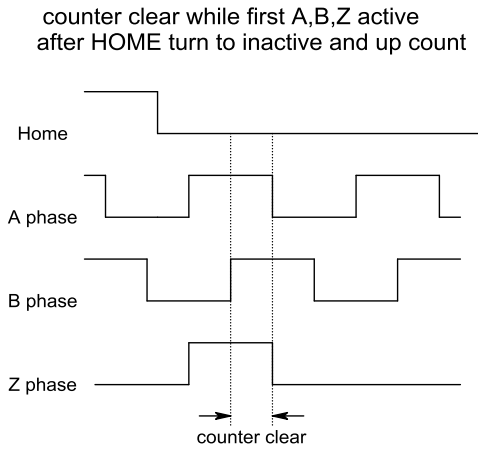 counter clear while first A,B,Z active
after HOME turn to inactive and up count
Home
A phase
B phase
Z phase
counter clear